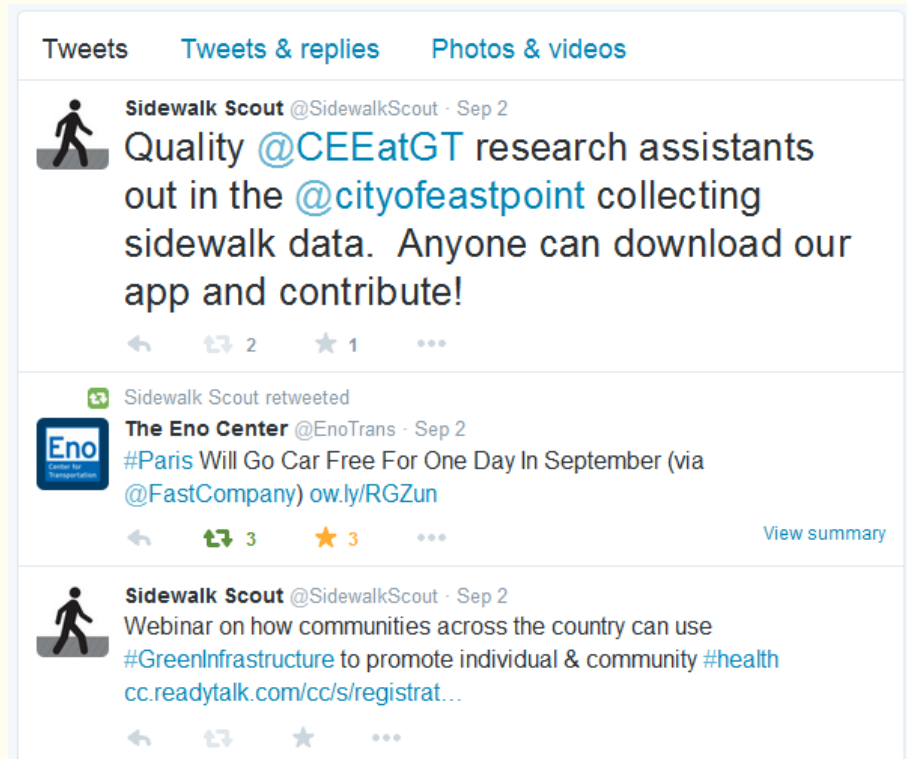 Tweets Tweets & replies Photos & videos
Sidewalk Scout @SidewalkScout · Sep 2
Quality @CEEatGT research assistants
out in the @cityofeastpoint collecting
sidewalk data.  Anyone can download our
app and contribute!
2 1
Sidewalk Scout retweeted
Eno
Center for
Transportation
The Eno Center @EnoTrans · Sep 2
#Paris Will Go Car Free For One Day In September (via
@FastCompany) ow.ly/RGZun
3 3 View summary
Sidewalk Scout @SidewalkScout · Sep 2
Webinar on how communities across the country can use
#GreenInfrastructure to promote individual & community #health
cc.readytalk.com/cc/s/registrat…